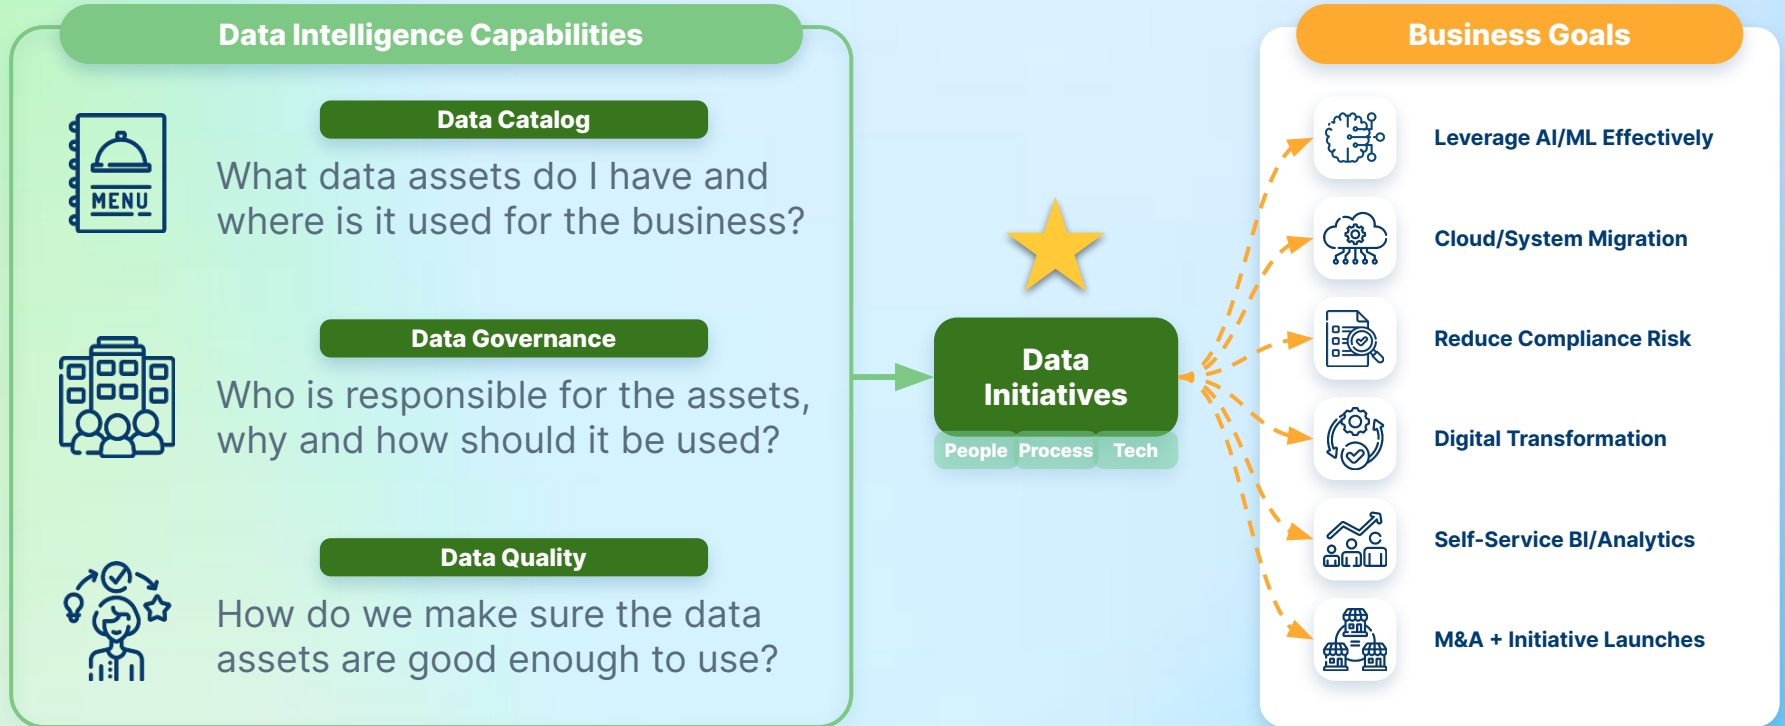 Data Intelligence Capabilities
Data Catalog
MENU
What data assets do I have and
where is it used for the business?
Data Governance
Who is responsible for the assets,
why and how should it be used?
Data Quality
How do we make sure the data
assets are good enough to use?
Data
Initiatives
People Process Tech
Business Goals
Leverage AI/ML Effectively
Cloud/System Migration
Reduce Compliance Risk
Digital Transformation
Self-Service BI/Analytics
M&A + Initiative Launches